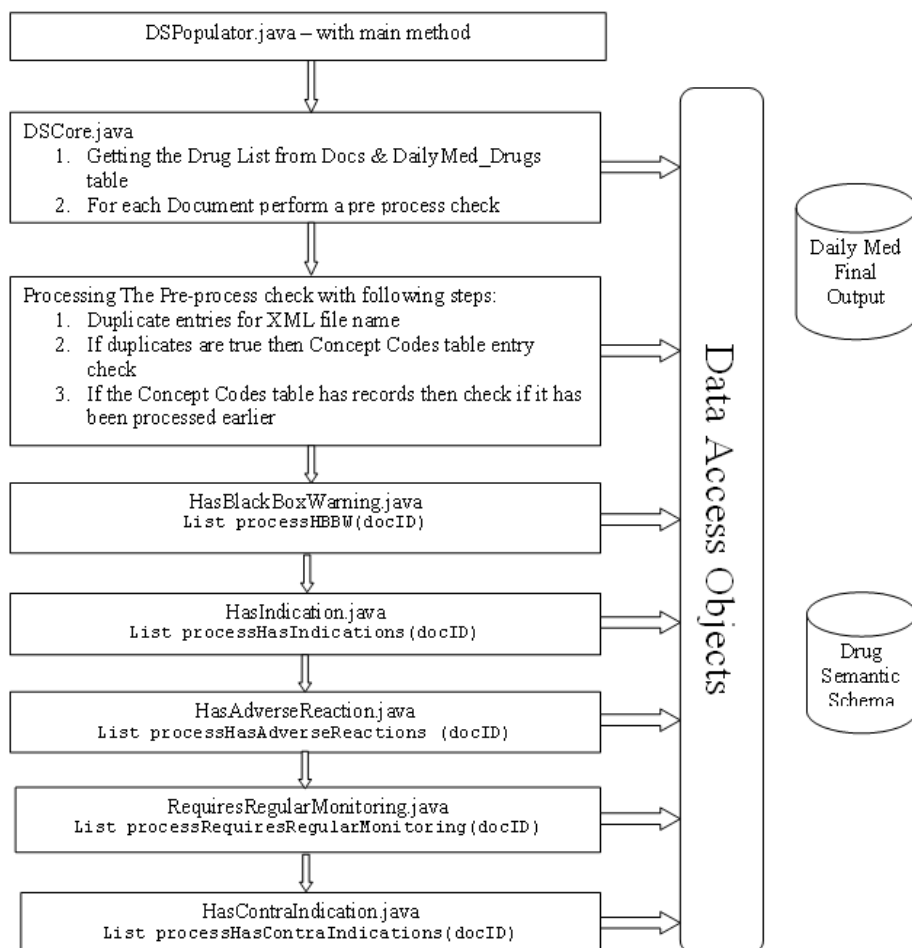 DSPopulator.java – with main method
DSCore.java
1. Getting the Drug List from Docs & DailyMed_Drugs
table
2. For each Document perform a pre process check
Processing The Pre-process check with following steps:
1. Duplicate entries for XML file name
2. If duplicates are true then Concept Codes table entry
check
3. If the Concept Codes table has records then check if it has
been processed earlier
HasBlackBoxWarning.java
List processHBBW(docID)
HasIndication.java
List processHasIndications(docID)
HasAdverseReaction.java
List processHasAdverseReactions (docID)
RequiresRegularMonitoring.java
List processRequiresRegularMonitoring(docID)
HasContraIndication.java
List processHasContraIndications(docID)
Data Access Objects
Daily Med
Final
Output
Drug
Semantic
Schema